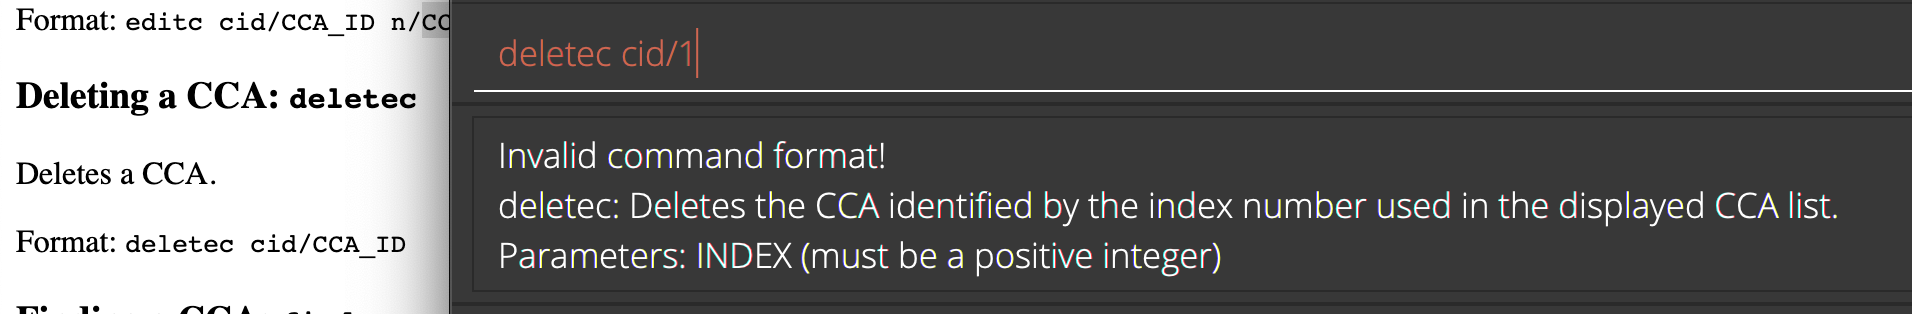 Format: editc cid/CCA_ID n/CC
Deleting a CCA: deletec
Deletes a CCA.
Format: deletec cid/CCA_ID
deletec cid/1
Invalid command format!
deletec: Deletes the CCA identified by the index number used in the displayed CCA list.
Parameters: INDEX (must be a positive integer)